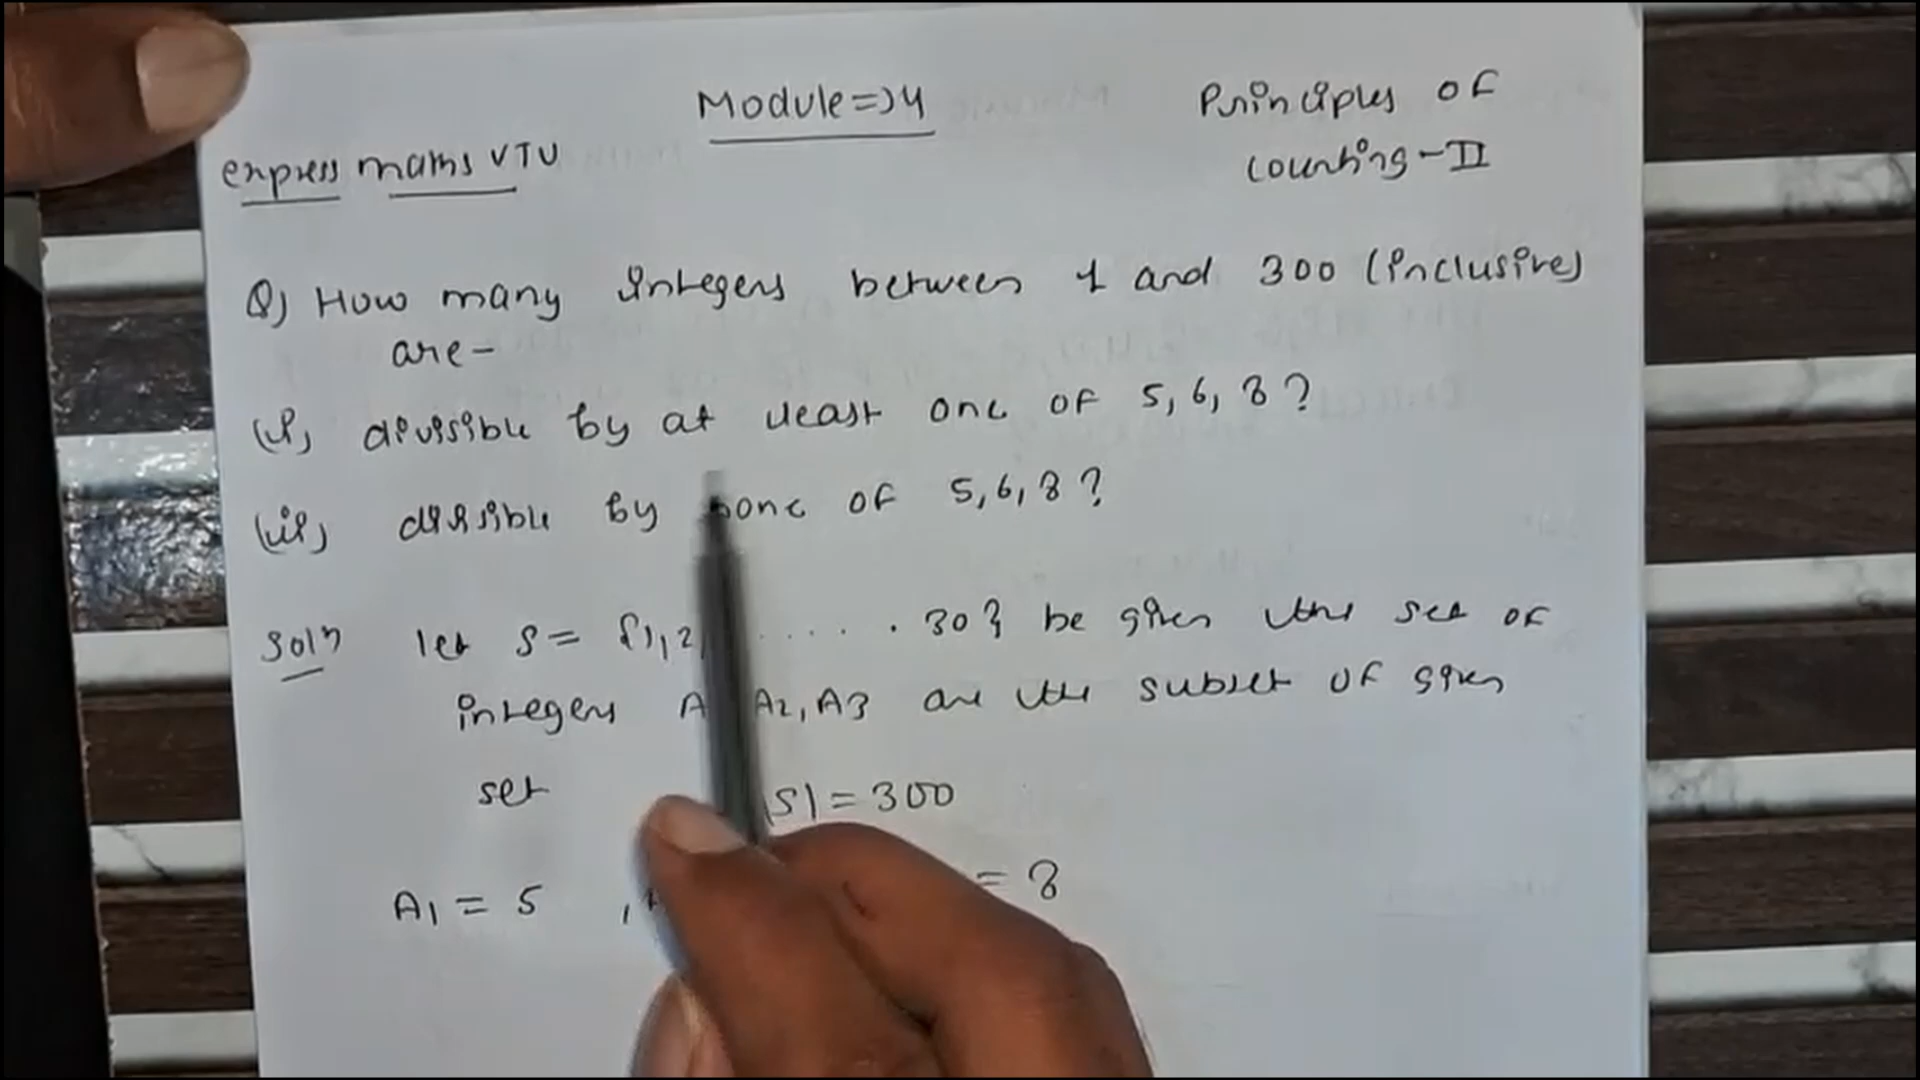 Module => 4
Principles of
Counting - II
express maths VTU
Q) How many integers between 1 and 300 (inclusive)
are -
(i) divisible by at least one of 5, 6, 8?
(ii) divisible by none of 5, 6, 8?
Soln let S = {1, 2, ..... 30} be given the set of
integers A A2, A3 are the subset of given
set |S| = 300
A1 = 5 , = 8